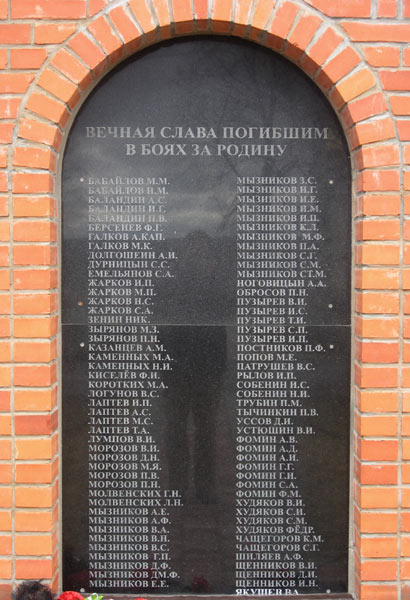 ВЕЧНАЯ СЛАВА ПОГИБШИМ
В БОЯХ ЗА РОДИНУ
БАБАЙЛОВ М.М.
БАБАЙЛОВ Н.М.
БАЛАНДИН А.С.
БАЛАНДИН И.Г.
БАЛАНДИН П.В.
БЕРСЕНЕВ Ф.Г.
ГАЛКОВ А.КАП.
ГАЛКОВ М.К.
ДОЛГОШЕИН А.И.
ДУРНИЦЫН С.С.
ЕМЕЛЬЯНОВ С.А.
ЖАРКОВ И.П.
ЖАРКОВ М.П.
ЖАРКОВ Н.С.
ЖАРКОВ С.А.
ЗЕНИН НИК.
ЗЫРЯНОВ М.З.
ЗЫРЯНОВ П.Н.
КАЗАНЦЕВ А.М.
КАМЕННЫХ М.А.
КАМЕННЫХ Н.И.
КИСЕЛЁВ Ф.И.
КОРОТКИХ М.А.
ЛОГУНОВ В.С.
ЛАПТЕВ И.П.
ЛАПТЕВ А.С.
ЛАПТЕВ М.С.
ЛАПТЕВ Т.А.
ЛУМПОВ В.И.
МОРОЗОВ В.И.
МОРОЗОВ Д.Н.
МОРОЗОВ М.Я.
МОРОЗОВ П.В.
МОРОЗОВ П.Н.
МОЛВЕНСКИХ Г.Н.
МОЛВЕНСКИХ Л.Н.
МЫЗНИКОВ А.Е.
МЫЗНИКОВ А.Ф.
МЫЗНИКОВ В.А.
МЫЗНИКОВ В.Н.
МЫЗНИКОВ В.С.
МЫЗНИКОВ Г.П.
МЫЗНИКОВ Д.Ф.
МЫЗНИКОВ ДМ.Ф.
МЫЗНИКОВ Е.Е.
МЫЗНИКОВ З.С.
МЫЗНИКОВ И.Г.
МЫЗНИКОВ И.Е.
МЫЗНИКОВ И.М.
МЫЗНИКОВ И.П.
МЫЗНИКОВ К.Л.
МЫЗНИКОВ М.Ф.
МЫЗНИКОВ П.А.
МЫЗНИКОВ С.Г.
МЫЗНИКОВ С.М.
МЫЗНИКОВ СТ.М.
НОГОВИЦЫН А.А.
ОБРОСОВ П.Н.
ПУЗЫРЕВ В.И.
ПУЗЫРЕВ И.С.
ПУЗЫРЕВ Т.И.
ПУЗЫРЕВ С.П.
ПУЗЫРЕВ И.П.
ПОСТНИКОВ П.Ф.
ПОПОВ М.Е.
ПАТРУШЕВ В.С.
РЫЛОВ И.П.
СОБЕНИН И.С.
СОБЕНИН Н.И.
ТРУБИН П.М.
ТЫЧИНКИН П.В.
УССОВ Д.И.
УСТЮШИН В.И.
ФОМИН А.В.
ФОМИН А.Д.
ФОМИН А.И.
ФОМИН Г.Г.
ФОМИН Г.И.
ФОМИН С.А.
ФОМИН Ф.М.
ХУДЯКОВ В.И.
ХУДЯКОВ С.И.
ХУДЯКОВ С.М.
ХУДЯКОВ ФЁДР.
ЧАЩЕГОРОВ К.М.
ЧАЩЕГОРОВ С.Г.
ШИЛЯЕВ А.Ф.
ЩЕННИКОВ В.И.
ЩЕННИКОВ Д.И.
ЩЕННИКОВ И.Н.
ЯКУШЕВ В.А.